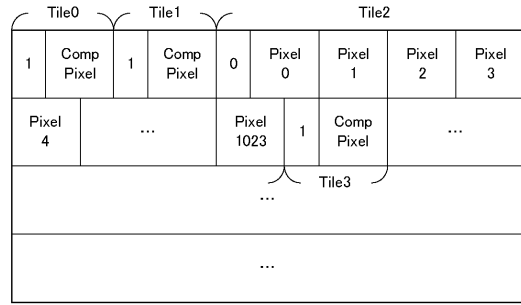 Tile0 Tile1 Tile2
1 Comp Pixel 1 Comp Pixel 0 Pixel 0 Pixel 1 Pixel 2 Pixel 3
Pixel 4 … Pixel 1023 1 Comp Pixel …
Tile3
…
…